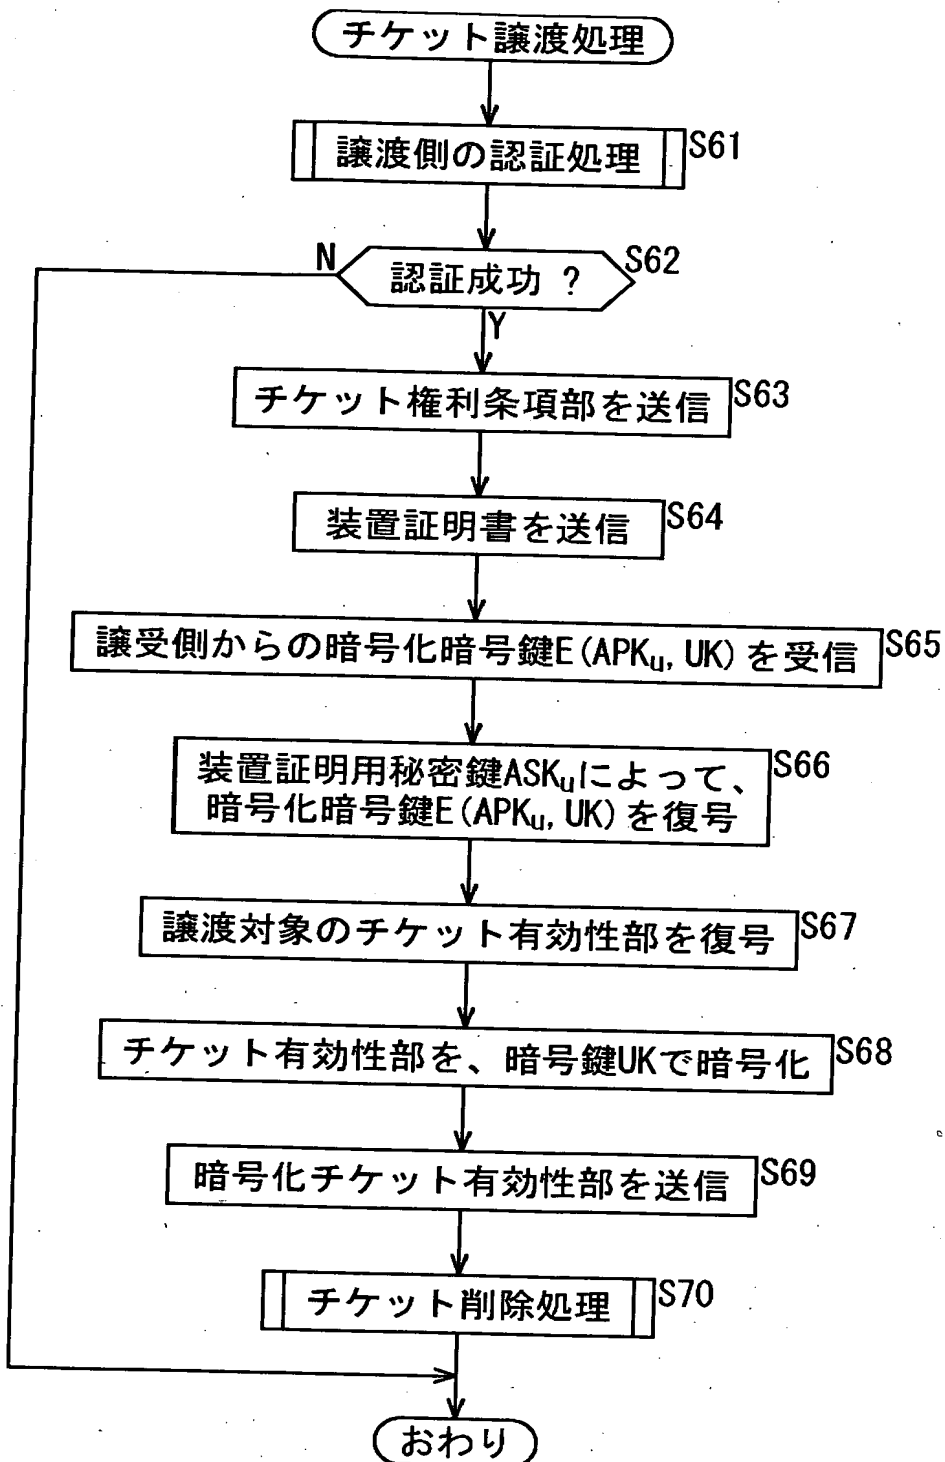 チケット譲渡処理
譲渡側の認証処理 S61
認証成功 ? S62
N
Y
チケット権利条項部を送信 S63
装置証明書を送信 S64
譲受側からの暗号化暗号鍵E(APKu, UK)を受信 S65
装置証明用秘密鍵ASKuによって、 S66
暗号化暗号鍵E(APKu, UK)を復号
譲渡対象のチケット有効性部を復号 S67
チケット有効性部を、暗号鍵UKで暗号化 S68
暗号化チケット有効性部を送信 S69
チケット削除処理 S70
おわり